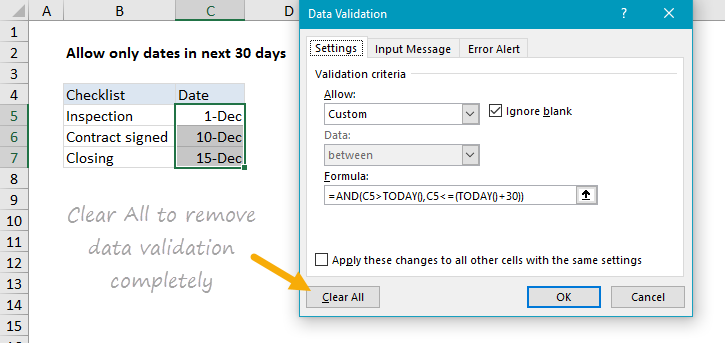 A B C D
Data Validation ? ×
1
2 Allow only dates in next 30 days
3
4 Checklist Date
5 Inspection 1-Dec
6 Contract signed 10-Dec
7 Closing 15-Dec
8
9
10
11
12
13
14
15
Clear All to remove
data validation
completely
Settings Input Message Error Alert
Validation criteria
Allow:
Custom Ignore blank
Data:
between
Formula:
=AND(C5>TODAY(),C5<=(TODAY()+30))
Apply these changes to all other cells with the same settings
Clear All OK Cancel